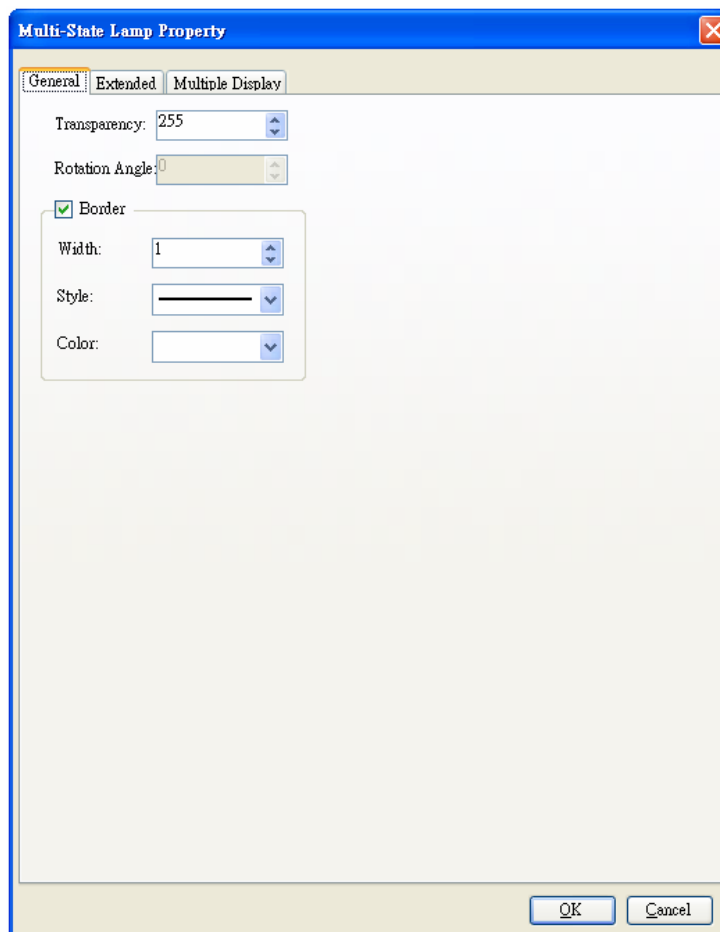 Multi-State Lamp Property
General Extended Multiple Display
Transparency: 255
Rotation Angle: 0
Border
Width: 1
Style:
Color:
OK Cancel